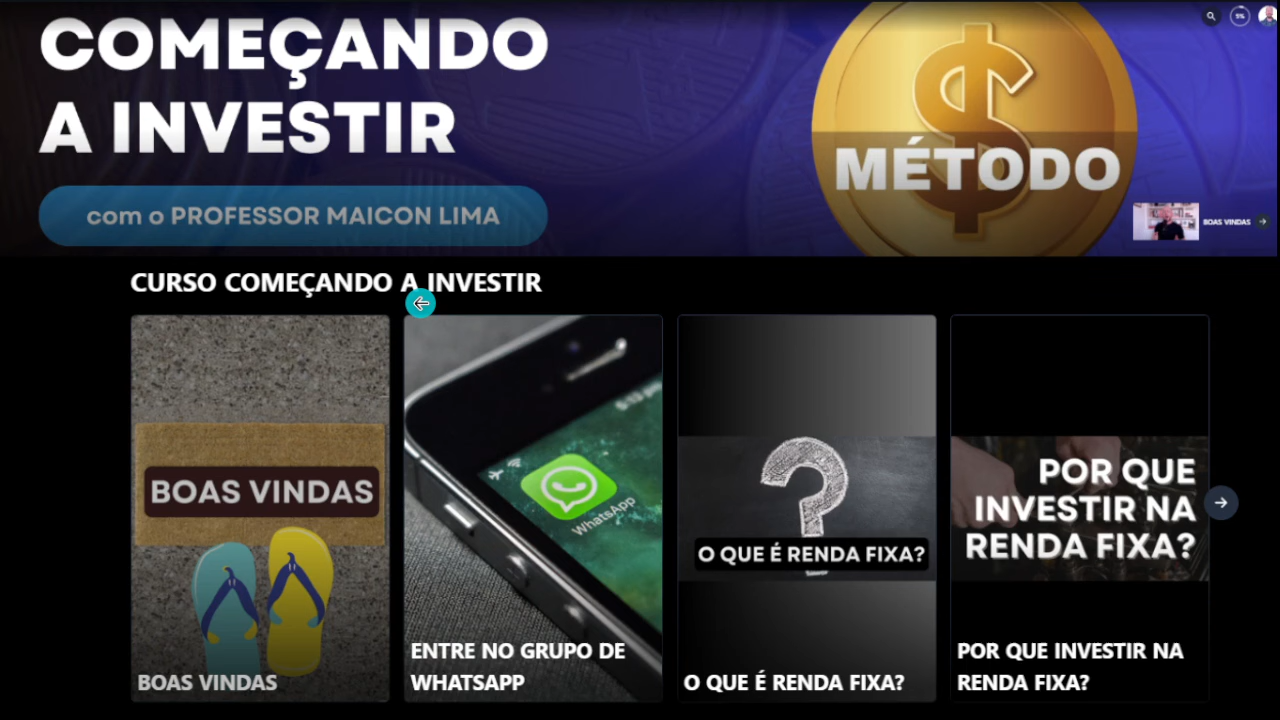 COMEÇANDO
A INVESTIR
com o PROFESSOR MAICON LIMA
MÉTODO
5%
BOAS VINDAS
CURSO COMEÇANDO A INVESTIR
BOAS VINDAS
BOAS VINDAS
WhatsApp
ENTRE NO GRUPO DE
WHATSAPP
O QUE É RENDA FIXA?
O QUE É RENDA FIXA?
POR QUE
INVESTIR NA
RENDA FIXA?
POR QUE INVESTIR NA
RENDA FIXA?